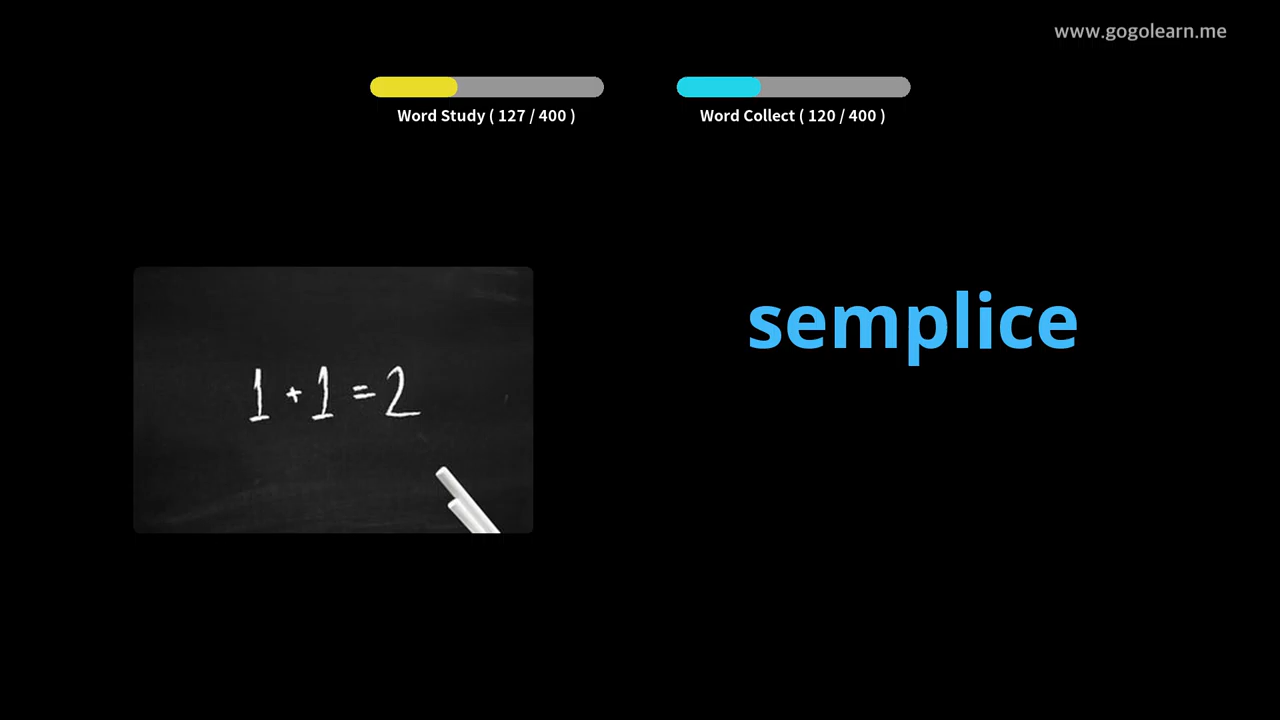 www.gogolearn.me
Word Study ( 127 / 400 )
Word Collect ( 120 / 400 )
semplice
1 + 1 = 2